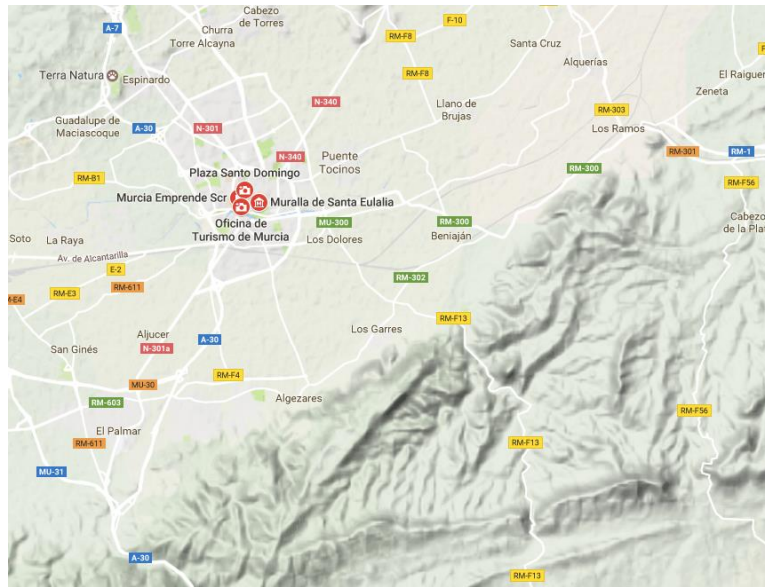 Cabezo
de Torres
F-10
A-7
Churra
RM-F8
Torre Alcayna
Santa Cruz
Alquerías
Terra Natura
Espinardo
RM-F8
El Raiguer
Zeneta
N-340
Llano de
Brujas
RM-303
Guadalupe de
Maciascoque
A-30
N-301
Los Ramos
RM-301
RM-1
N-340
Puente
Tocinos
RM-300
Plaza Santo Domingo
RM-B1
RM-F56
Murcia Emprende Scr
Muralla de Santa Eulalia
Oficina de
Turismo de Murcia
MU-300
RM-300
Cabezo
de la Plat
Soto
La Raya
Los Dolores
Beniaján
Av. de Alcantarilla
E-2
RM-302
RM-611
RM-E3
M-E4
RM-F13
Los Garres
Aljucer
A-30
San Ginés
N-301a
RM-F4
MU-30
Algezares
RM-603
RM-F56
El Palmar
RM-611
RM-F13
MU-31
A-30
RM-F13